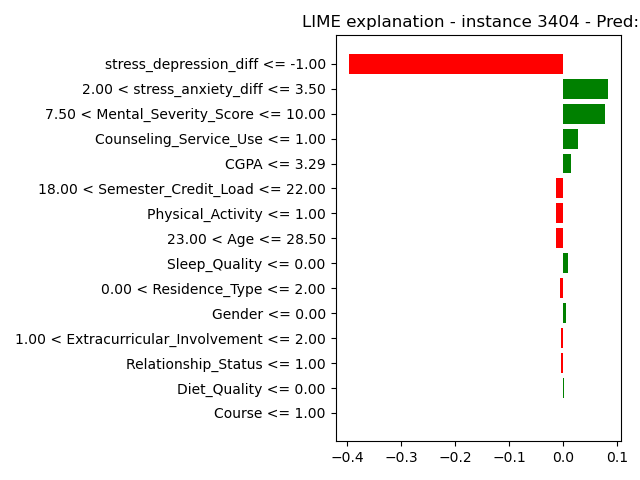 LIME explanation - instance 3404 - Pred:
stress_depression_diff <= -1.00
2.00 < stress_anxiety_diff <= 3.50
7.50 < Mental_Severity_Score <= 10.00
Counseling_Service_Use <= 1.00
CGPA <= 3.29
18.00 < Semester_Credit_Load <= 22.00
Physical_Activity <= 1.00
23.00 < Age <= 28.50
Sleep_Quality <= 0.00
0.00 < Residence_Type <= 2.00
Gender <= 0.00
1.00 < Extracurricular_Involvement <= 2.00
Relationship_Status <= 1.00
Diet_Quality <= 0.00
Course <= 1.00
−0.4 −0.3 −0.2 −0.1 0.0 0.1